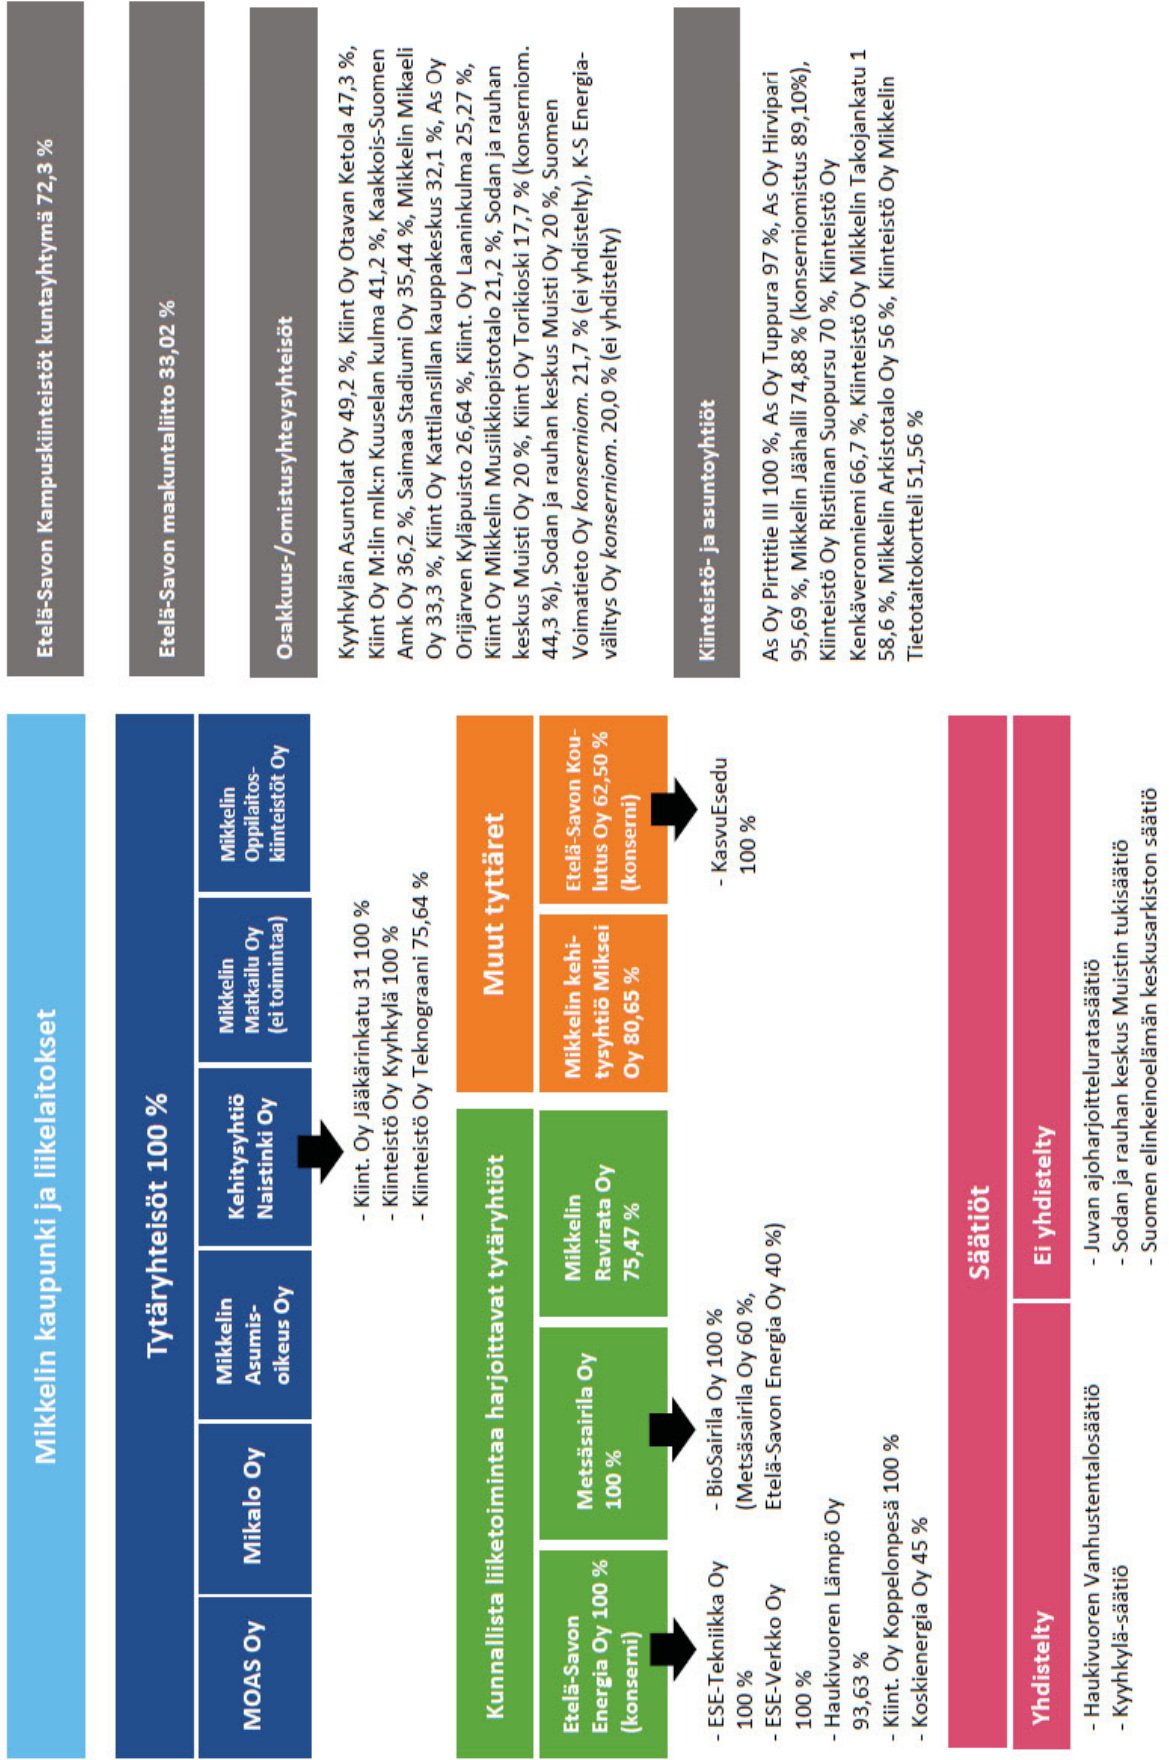 Mikkelin kaupunki ja liikelaitokset
Tytäryhteisöt 100 %
MOAS Oy
Mikalo Oy
Mikkelin
Asumis-
oikeus Oy
Kehitysyhtiö
Naistinki Oy
Mikkelin
Matkailu Oy
(ei toimintaa)
Mikkelin
Oppilaitos-
kiinteistöt Oy
- Kiint. Oy Jääkärinkatu 31 100 %
- Kiinteistö Oy Kyyhkylä 100 %
- Kiinteistö Oy Teknograani 75,64 %
Kunnallista liiketoimintaa harjoittavat tytäryhtiöt
Etelä-Savon
Energia Oy 100 %
(konserni)
Metsäsairila Oy
100 %
Mikkelin
Ravirata Oy
75,47 %
- ESE-Tekniikka Oy
100 %
- ESE-Verkko Oy
100 %
- Haukivuoren Lämpö Oy
93,63 %
- Kiint. Oy Koppelonpesä 100 %
- Koskienergia Oy 45 %
- BioSairila Oy 100 %
(Metsäsairila Oy 60 %,
Etelä-Savon Energia Oy 40 %)
Muut tyttäret
Mikkelin kehi-
tysyhtiö Miksei
Oy 80,65 %
Etelä-Savon Kou-
lutus Oy 62,50 %
(konserni)
- KasvuEsedu
100 %
Säätiöt
Yhdistelty
Ei yhdistelty
- Haukivuoren Vanhustentalosäätiö
- Kyyhkylä-säätiö
- Juvan ajoharjoitteluratasäätiö
- Sodan ja rauhan keskus Muistin tukisäätiö
- Suomen elinkeinoelämän keskusarkiston säätiö
Etelä-Savon Kampuskiinteistöt kuntayhtymä 72,3 %
Etelä-Savon maakuntaliitto 33,02 %
Osakkuus-/omistusyhteysyhteisöt
Kyyhkylän Asuntolat Oy 49,2 %, Kiint Oy Otavan Ketola 47,3 %,
Kiint Oy M:lin mlk:n Kuuselan kulma 41,2 %, Kaakkois-Suomen
Amk Oy 36,2 %, Saimaa Stadiumi Oy 35,44 %, Mikkelin Mikaeli
Oy 33,3 %, Kiint Oy Kattilansillan kauppakeskus 32,1 %, As Oy
Orijärven Kyläpuisto 26,64 %, Kiint. Oy Laaninkulma 25,27 %,
Kiint Oy Mikkelin Musiikkiopistotalo 21,2 %, Sodan ja rauhan
keskus Muisti Oy 20 %, Kiint Oy Torikioski 17,7 % (konserniom.
44,3 %), Sodan ja rauhan keskus Muisti Oy 20 %, Suomen
Voimatieto Oy konserniom. 21,7 % (ei yhdistelty), K-S Energia-
välitys Oy konserniom. 20,0 % (ei yhdistelty)
Kiinteistö- ja asuntoyhtiöt
As Oy Pirttitie III 100 %, As Oy Tuppura 97 %, As Oy Hirvipari
95,69 %, Mikkelin Jäähalli 74,88 % (konserniomistus 89,10%),
Kiinteistö Oy Ristiinan Suopursu 70 %, Kiinteistö Oy
Kenkäveronniemi 66,7 %, Kiinteistö Oy Mikkelin Takojankatu 1
58,6 %, Mikkelin Arkistotalo Oy 56 %, Kiinteistö Oy Mikkelin
Tietotaitokortteli 51,56 %